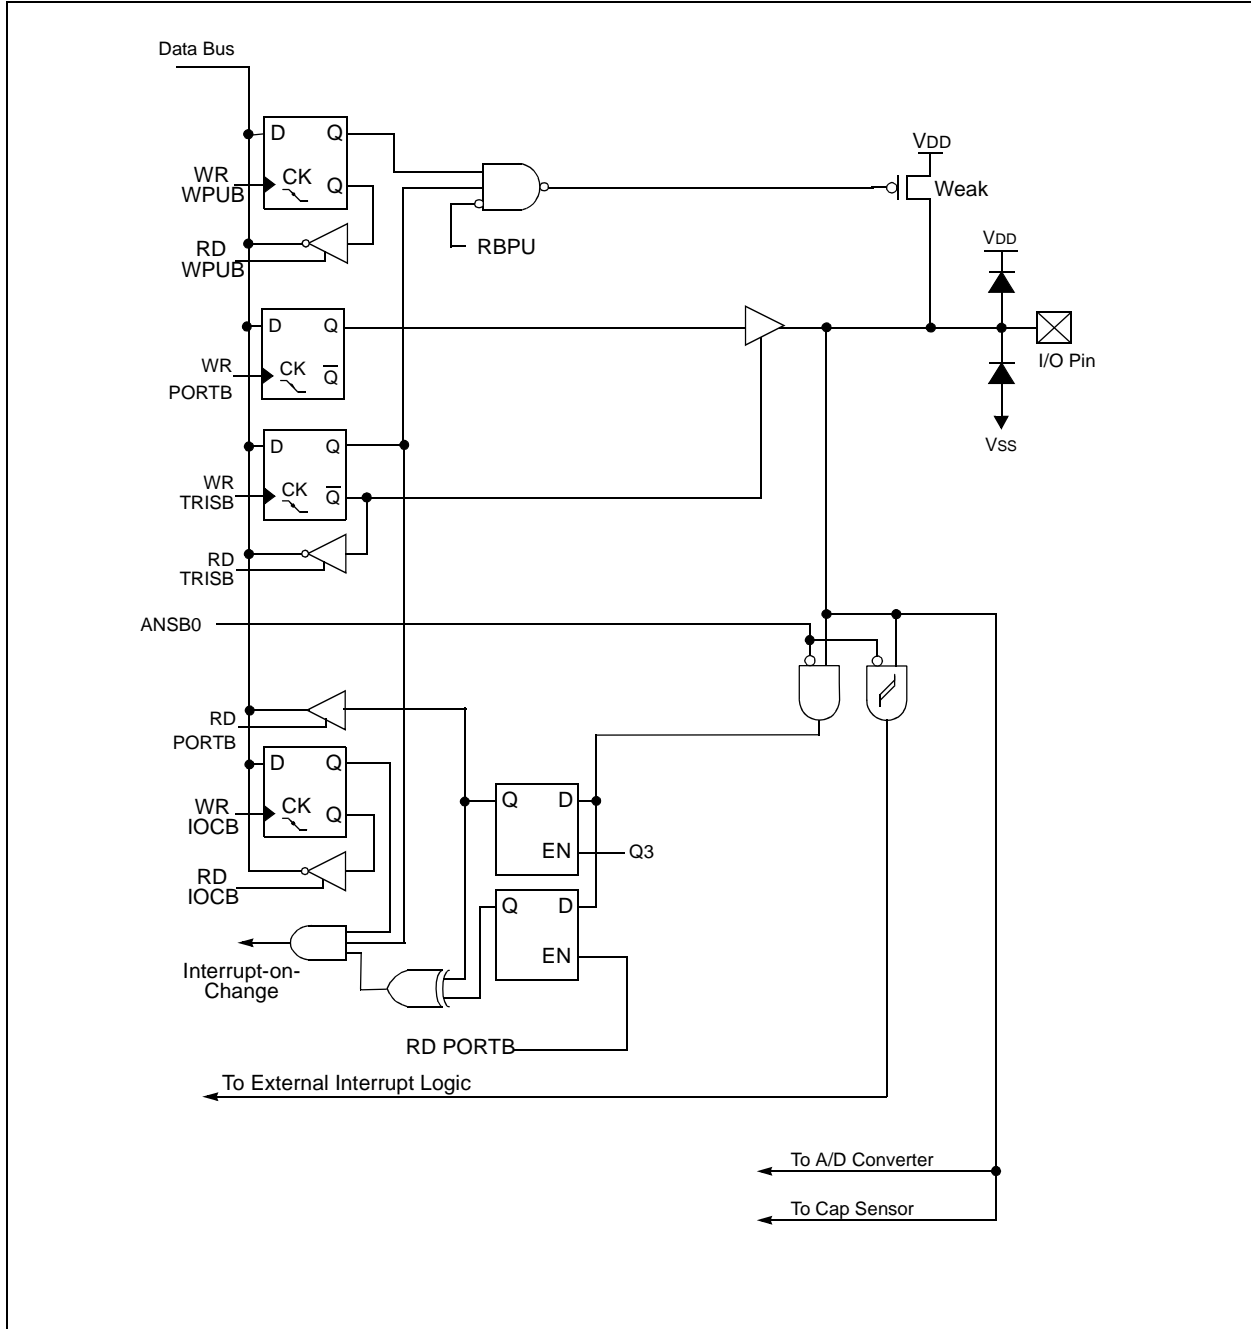 Data Bus
D Q
VDD
WR
WPUB
CK
Q
Weak
RD
WPUB
RBPU
VDD
D Q
I/O Pin
WR
PORTB
CK
Q
D Q
VSS
WR
TRISB
CK
Q
RD
TRISB
ANSB0
RD
PORTB
D Q
Q D
WR
IOCB
CK
Q
EN
Q3
RD
IOCB
Q D
EN
Interrupt-on-
Change
RD PORTB
To External Interrupt Logic
To A/D Converter
To Cap Sensor